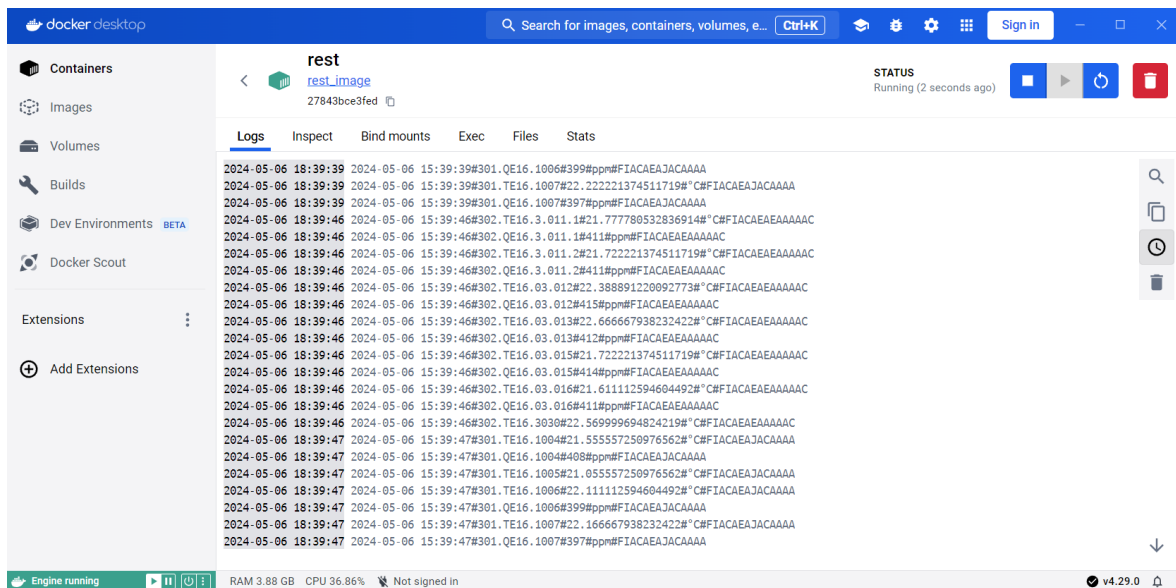 docker desktop
Search for images, containers, volumes, e... Ctrl+K
Sign in
Containers
Images
Volumes
Builds
Dev Environments BETA
Docker Scout
Extensions
Add Extensions
rest
rest_image
27843bce3fed
STATUS
Running (2 seconds ago)
Logs Inspect Bind mounts Exec Files Stats
2024-05-06 18:39:39 2024-05-06 15:39:39#301.QE16.1006#399#ppm#FIACAEAJACAAAA
2024-05-06 18:39:39 2024-05-06 15:39:39#301.TE16.1007#22.222221374511719#°C#FIACAEAJACAAAA
2024-05-06 18:39:39 2024-05-06 15:39:39#301.QE16.1007#397#ppm#FIACAEAJACAAAA
2024-05-06 18:39:46 2024-05-06 15:39:46#302.TE16.3.011.1#21.777780532836914#°C#FIACAEAEAAAAAC
2024-05-06 18:39:46 2024-05-06 15:39:46#302.QE16.3.011.1#411#ppm#FIACAEAEAAAAAC
2024-05-06 18:39:46 2024-05-06 15:39:46#302.TE16.3.011.2#21.722221374511719#°C#FIACAEAEAAAAAC
2024-05-06 18:39:46 2024-05-06 15:39:46#302.QE16.3.011.2#411#ppm#FIACAEAEAAAAAC
2024-05-06 18:39:46 2024-05-06 15:39:46#302.TE16.03.012#22.388891220092773#°C#FIACAEAEAAAAAC
2024-05-06 18:39:46 2024-05-06 15:39:46#302.QE16.03.012#415#ppm#FIACAEAEAAAAAC
2024-05-06 18:39:46 2024-05-06 15:39:46#302.TE16.03.013#22.666667938232422#°C#FIACAEAEAAAAAC
2024-05-06 18:39:46 2024-05-06 15:39:46#302.QE16.03.013#412#ppm#FIACAEAEAAAAAC
2024-05-06 18:39:46 2024-05-06 15:39:46#302.TE16.03.015#21.722221374511719#°C#FIACAEAEAAAAAC
2024-05-06 18:39:46 2024-05-06 15:39:46#302.QE16.03.015#414#ppm#FIACAEAEAAAAAC
2024-05-06 18:39:46 2024-05-06 15:39:46#302.TE16.03.016#21.611112594604492#°C#FIACAEAEAAAAAC
2024-05-06 18:39:46 2024-05-06 15:39:46#302.QE16.03.016#411#ppm#FIACAEAEAAAAAC
2024-05-06 18:39:46 2024-05-06 15:39:46#302.TE16.3030#22.569999694824219#°C#FIACAEAEAAAAAC
2024-05-06 18:39:47 2024-05-06 15:39:47#301.TE16.1004#21.555557250976562#°C#FIACAEAJACAAAA
2024-05-06 18:39:47 2024-05-06 15:39:47#301.QE16.1004#408#ppm#FIACAEAJACAAAA
2024-05-06 18:39:47 2024-05-06 15:39:47#301.TE16.1005#21.055557250976562#°C#FIACAEAJACAAAA
2024-05-06 18:39:47 2024-05-06 15:39:47#301.TE16.1006#22.111112594604492#°C#FIACAEAJACAAAA
2024-05-06 18:39:47 2024-05-06 15:39:47#301.QE16.1006#399#ppm#FIACAEAJACAAAA
2024-05-06 18:39:47 2024-05-06 15:39:47#301.TE16.1007#22.166667938232422#°C#FIACAEAJACAAAA
2024-05-06 18:39:47 2024-05-06 15:39:47#301.QE16.1007#397#ppm#FIACAEAJACAAAA
Engine running RAM 3.88 GB CPU 36.86% Not signed in v4.29.0